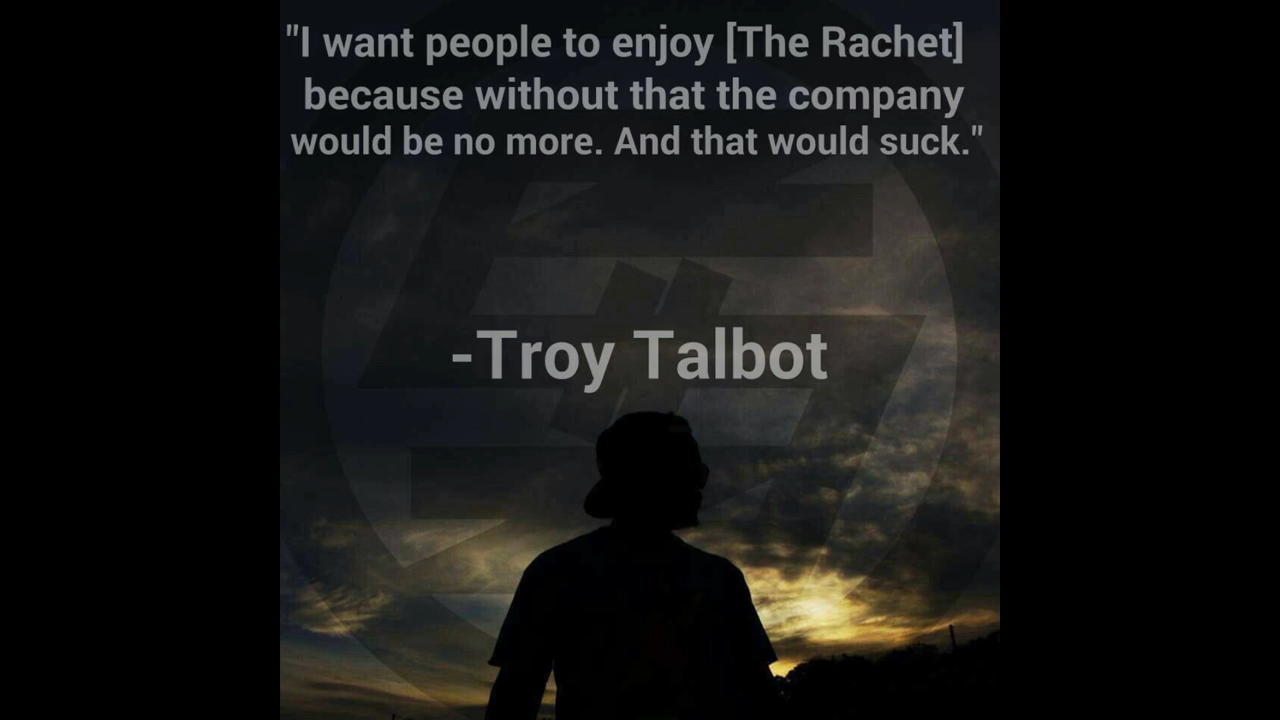 "I want people to enjoy [The Rachet]
because without that the company
would be no more. And that would suck."
-Troy Talbot